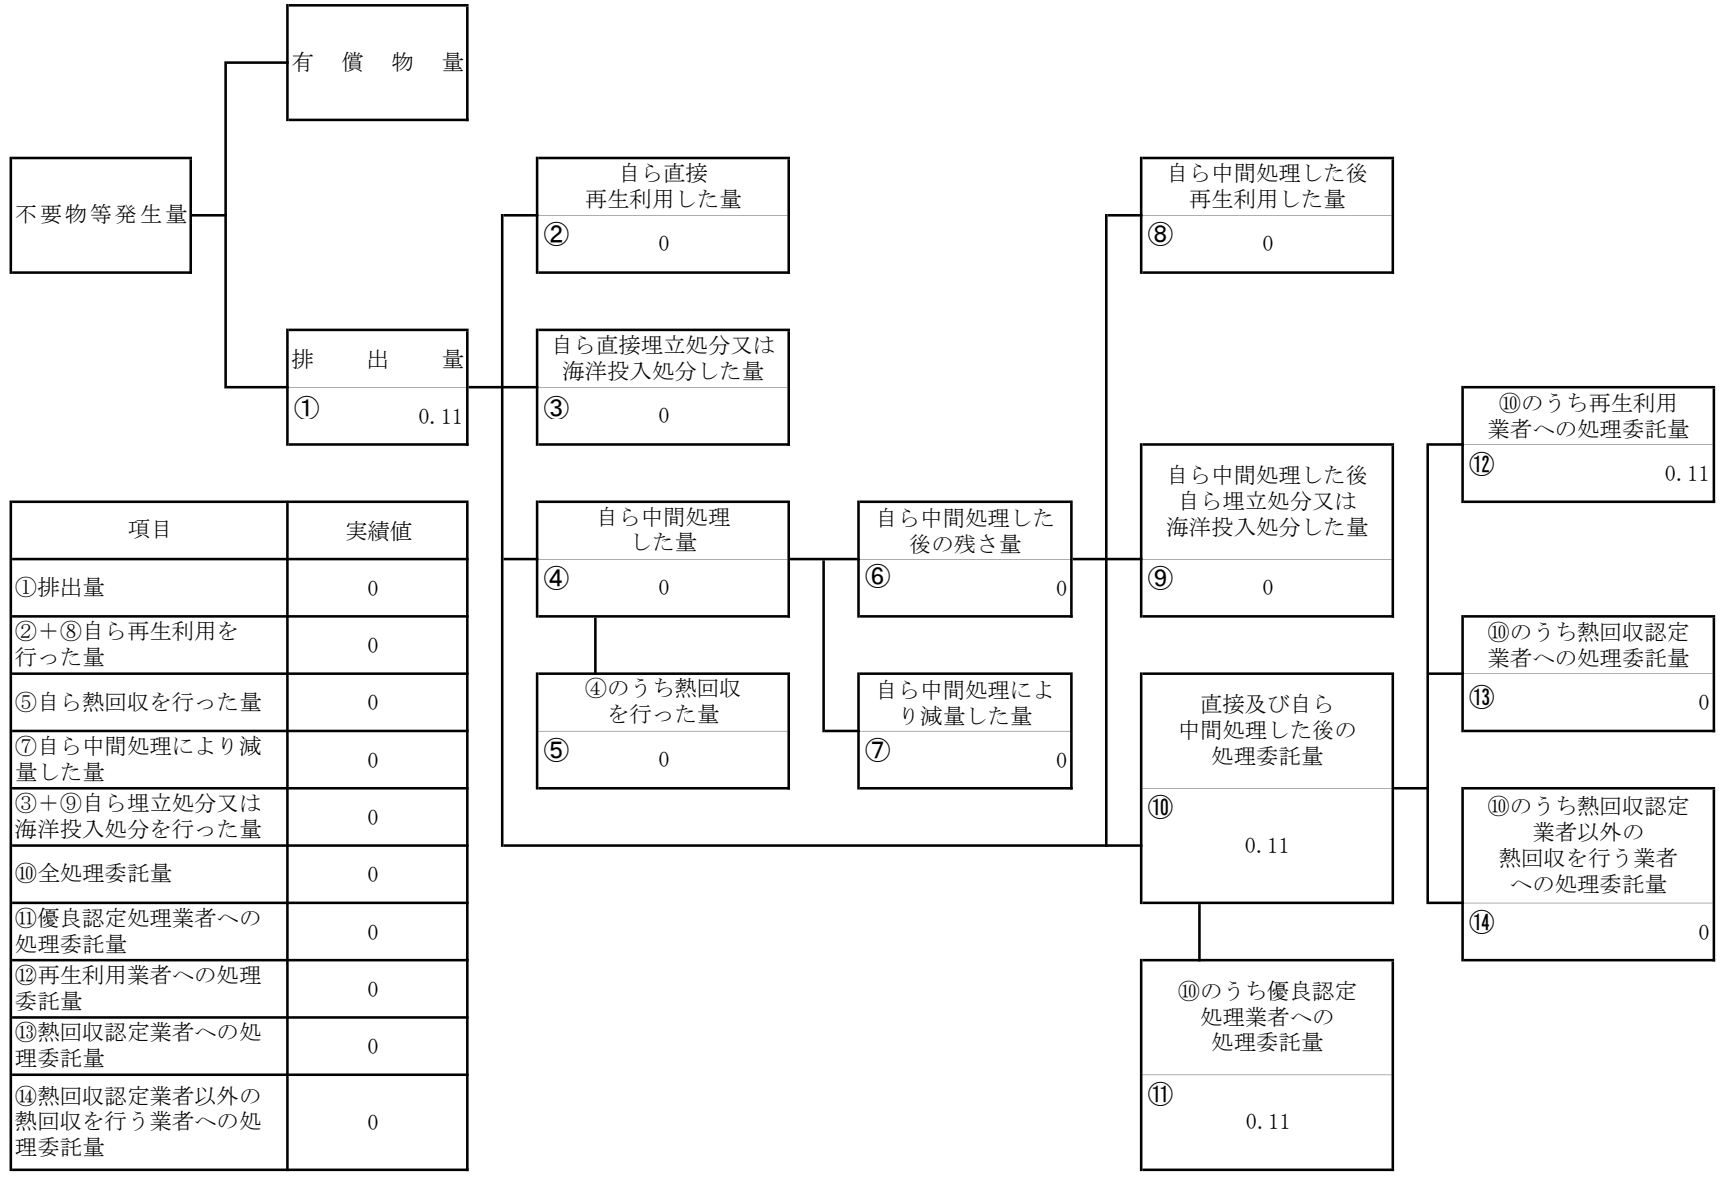 有償物量
不要物等発生量
排出量
①
0.11
自ら直接
再生利用した量
②
0
自ら直接埋立処分又は
海洋投入処分した量
③
0
自ら中間処理
した量
④
0
④のうち熱回収
を行った量
⑤
0
自ら中間処理した
後の残さ量
⑥
0
自ら中間処理によ
り減量した量
⑦
0
自ら中間処理した後
再生利用した量
⑧
0
自ら中間処理した後
自ら埋立処分又は
海洋投入処分した量
⑨
0
直接及び自ら
中間処理した後の
処理委託量
⑩
0.11
⑩のうち優良認定
処理業者への
処理委託量
⑪
0.11
⑩のうち再生利用
業者への処理委託量
⑫
0.11
⑩のうち熱回収認定
業者への処理委託量
⑬
0
⑩のうち熱回収認定
業者以外の
熱回収を行う業者
への処理委託量
⑭
0
項目 実績値
①排出量 0
②＋⑧自ら再生利用を
行った量 0
⑤自ら熱回収を行った量 0
⑦自ら中間処理により減
量した量 0
③＋⑨自ら埋立処分又は
海洋投入処分を行った量 0
⑩全処理委託量 0
⑪優良認定処理業者への
処理委託量 0
⑫再生利用業者への処理
委託量 0
⑬熱回収認定業者への処
理委託量 0
⑭熱回収認定業者以外の
熱回収を行う業者への処
理委託量 0